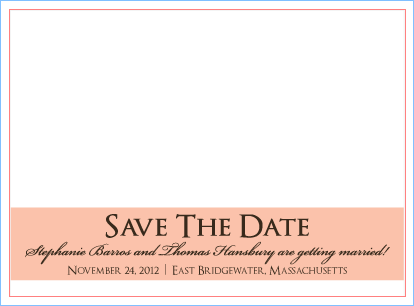 Save The Date
Stephanie Barros and Thomas Hansbury are getting married!
November 24, 2012 | East Bridgewater, Massachusetts